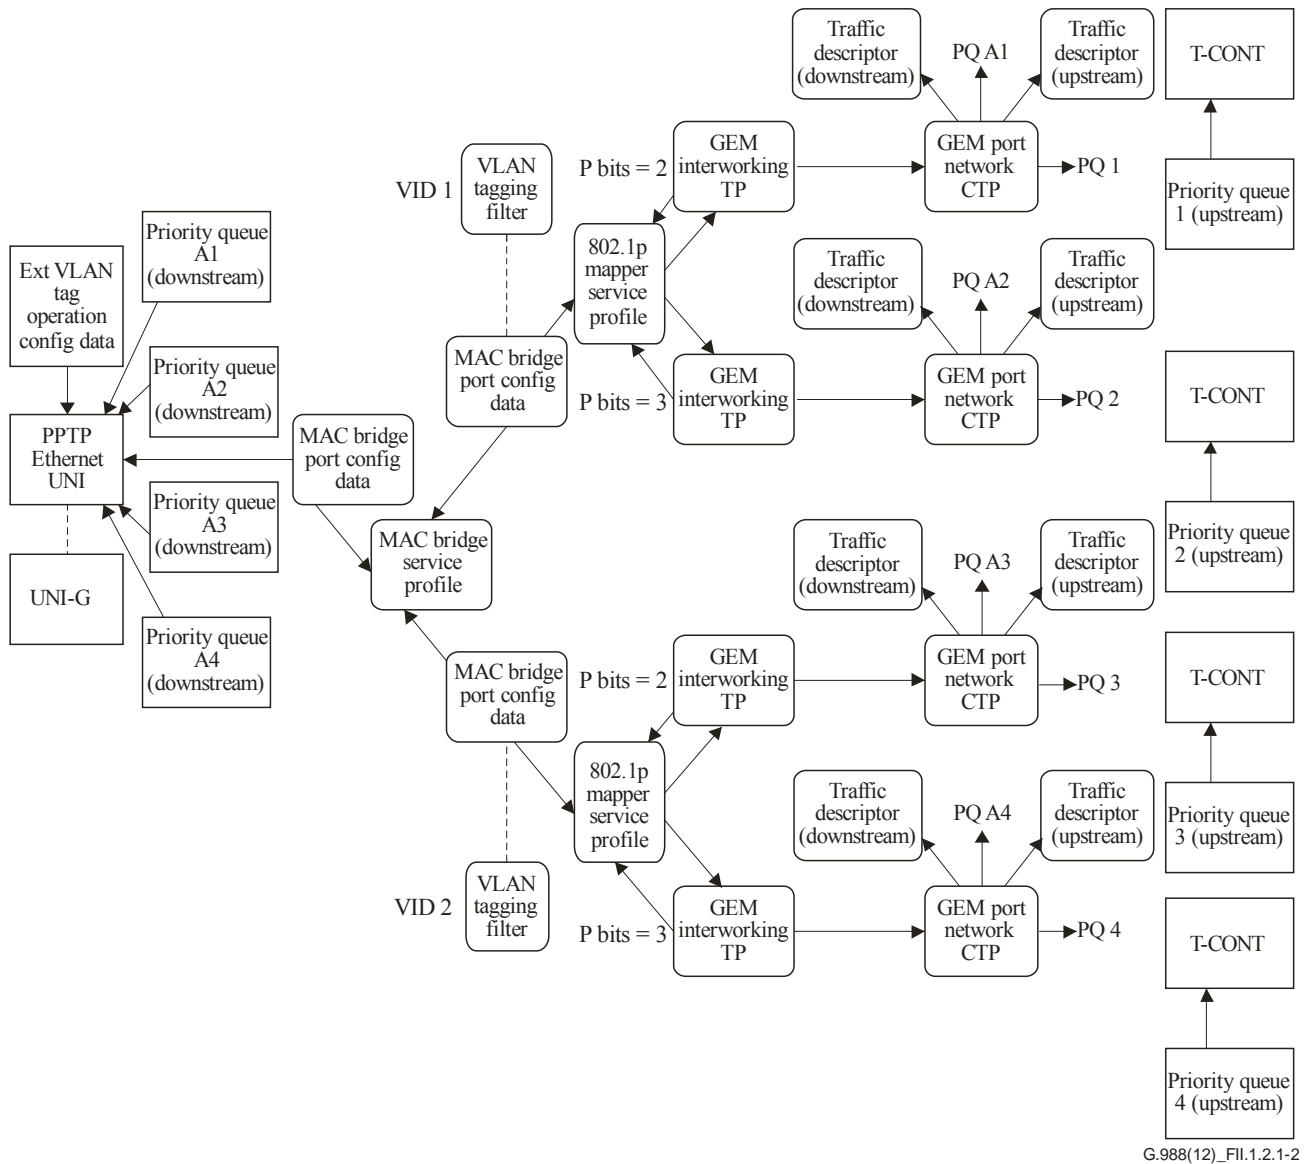 Traffic
descriptor
(downstream)
PQ A1
Traffic
descriptor
(upstream)
T-CONT
VID 1
VLAN
tagging
filter
P bits = 2
GEM
interworking
TP
GEM port
network
CTP
PQ 1
Priority queue
1 (upstream)
Ext VLAN
tag
operation
config data
Priority queue
A1
(downstream)
802.1p
mapper
service
profile
Traffic
descriptor
(downstream)
PQ A2
Traffic
descriptor
(upstream)
Priority queue
A2
(downstream)
MAC bridge
port config
data
P bits = 3
GEM
interworking
TP
GEM port
network
CTP
PQ 2
T-CONT
PPTP
Ethernet
UNI
MAC bridge
port config
data
Priority queue
A3
(downstream)
MAC bridge
service
profile
Traffic
descriptor
(downstream)
PQ A3
Traffic
descriptor
(upstream)
Priority queue
2 (upstream)
UNI-G
Priority queue
A4
(downstream)
MAC bridge
port config
data
P bits = 2
GEM
interworking
TP
GEM port
network
CTP
PQ 3
T-CONT
802.1p
mapper
service
profile
Traffic
descriptor
(downstream)
PQ A4
Traffic
descriptor
(upstream)
Priority queue
3 (upstream)
VID 2
VLAN
tagging
filter
P bits = 3
GEM
interworking
TP
GEM port
network
CTP
PQ 4
T-CONT
Priority queue
4 (upstream)
G.988(12)_FII.1.2.1-2